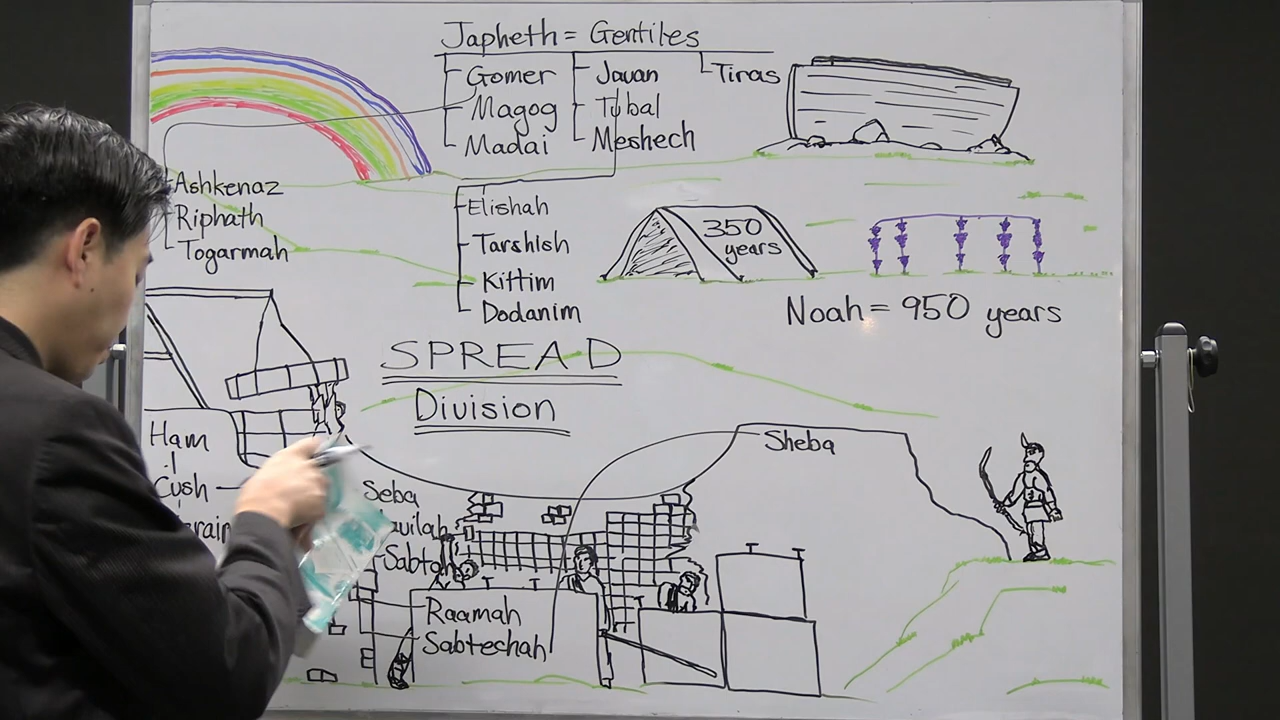 Japheth = Gentiles
Gomer
Magog
Madai
Javan
Tubal
Meshech
Tiras
Ashkenaz
Riphath
Togarmah
Elishah
Tarshish
Kittim
Dodanim
350
years
Noah = 950 years
SPREAD
Division
Ham
Cush
Seba
Sheba
Raamah
Sabtechah